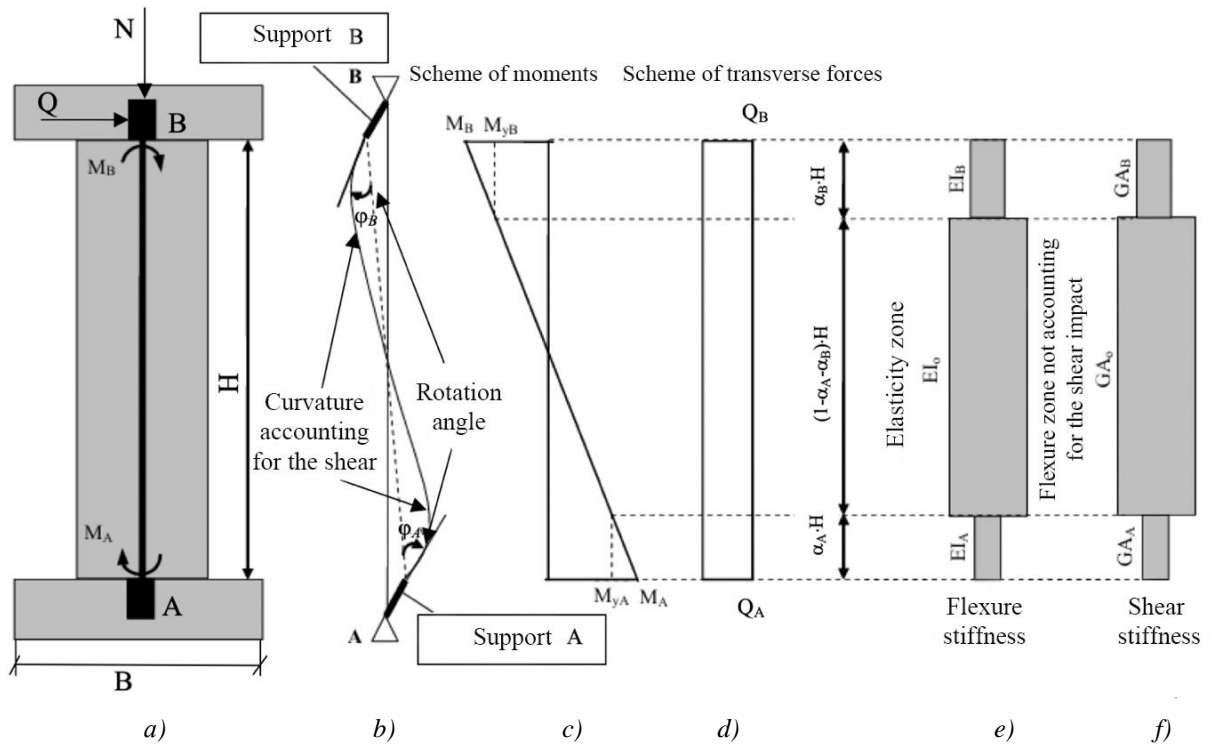 N
Support B
B
Scheme of moments
Scheme of transverse forces
Q
B
M_B
H
φ_B
M_B
M_yB
Q_B
α_B·H
EI_B
GA_B
Curvature
accounting
for the shear
Rotation
angle
(1-α_A-α_B)·H
Elasticity zone
EI_o
Flexure zone not accounting
for the shear impact
GA_o
M_A
φ_A
α_A·H
EI_A
GA_A
A
M_yA
M_A
Q_A
A
Support A
Flexure
stiffness
Shear
stiffness
B
a)
b)
c)
d)
e)
f)